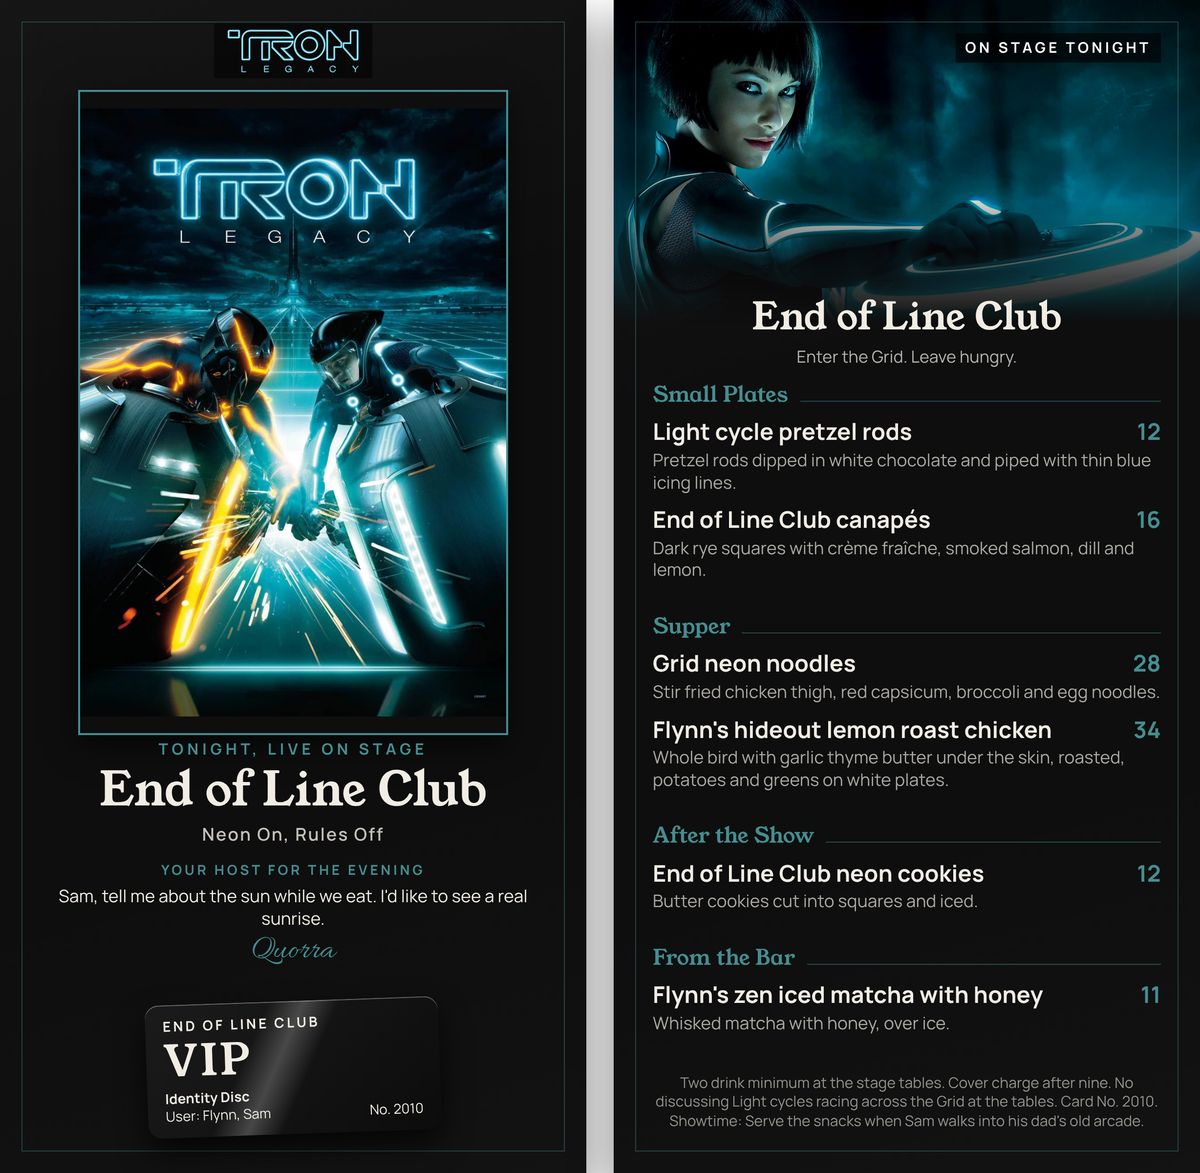 TRON
LEGACY
TRON
LEGACY
TONIGHT, LIVE ON STAGE
End of Line Club
Neon On, Rules Off
YOUR HOST FOR THE EVENING
Sam, tell me about the sun while we eat. I'd like to see a real
sunrise.
Quorra
END OF LINE CLUB
VIP
Identity Disc
User: Flynn, Sam
No. 2010
ON STAGE TONIGHT
End of Line Club
Enter the Grid. Leave hungry.
Small Plates
Light cycle pretzel rods 12
Pretzel rods dipped in white chocolate and piped with thin blue
icing lines.
End of Line Club canapés 16
Dark rye squares with crème fraîche, smoked salmon, dill and
lemon.
Supper
Grid neon noodles 28
Stir fried chicken thigh, red capsicum, broccoli and egg noodles.
Flynn's hideout lemon roast chicken 34
Whole bird with garlic thyme butter under the skin, roasted,
potatoes and greens on white plates.
After the Show
End of Line Club neon cookies 12
Butter cookies cut into squares and iced.
From the Bar
Flynn's zen iced matcha with honey 11
Whisked matcha with honey, over ice.
Two drink minimum at the stage tables. Cover charge after nine. No
discussing Light cycles racing across the Grid at the tables. Card No. 2010.
Showtime: Serve the snacks when Sam walks into his dad's old arcade.